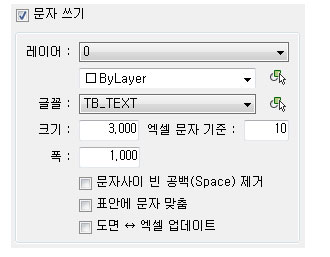 문자 쓰기
레이어 : 0
ByLayer
글꼴 : TB_TEXT
크기 : 3,000 엑셀 문자 기준 : 10
폭 : 1,000
문자사이 빈 공백(Space) 제거
표안에 문자 맞춤
도면 ↔ 엑셀 업데이트